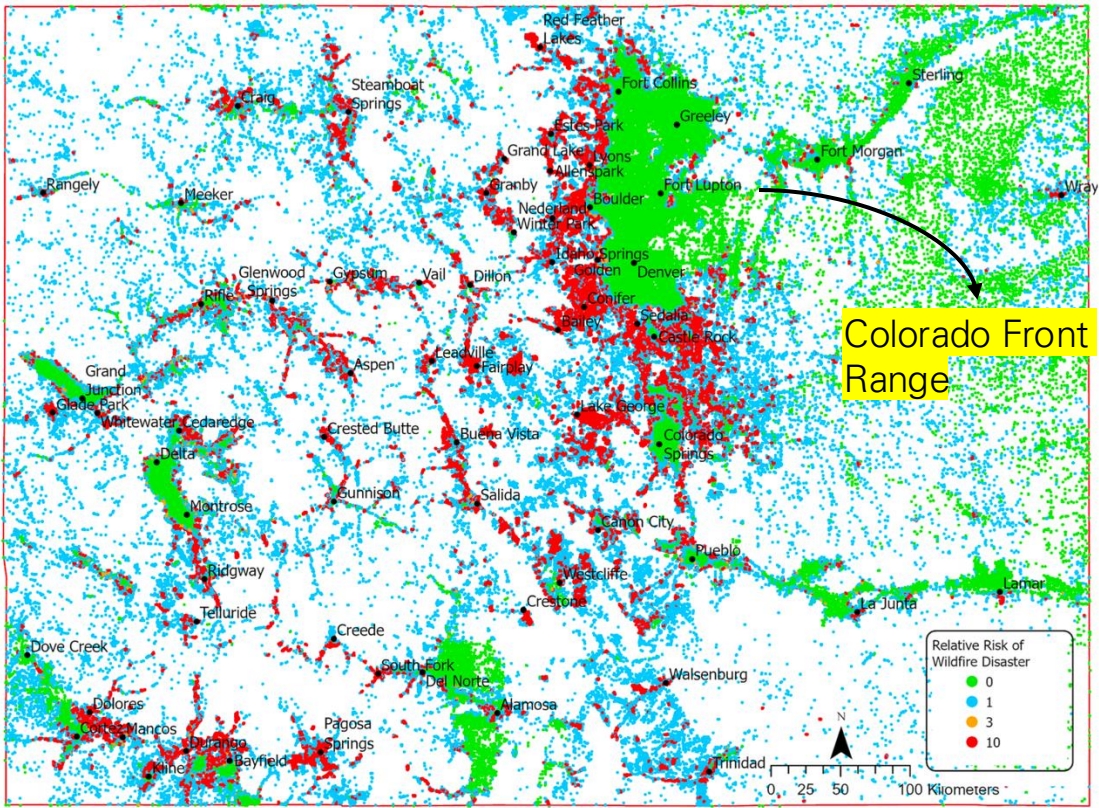 Red Feather
Lakes
Fort Collins
Sterling
Steamboat
Springs
Craig
Greeley
Estes Park
Grand Lake
Lyons
Allenspark
Fort Morgan
Rangely
Meeker
Granby
Fort Lupton
Wray
Nederland
Boulder
Winter Park
Idaho Springs
Golden
Denver
Glenwood
Springs
Gypsum
Vail
Dillon
Rifle
Conifer
Bailey
Sedalia
Castle Rock
Colorado Front
Range
Leadville
Fairplay
Aspen
Grand
Junction
Glade Park
Whitewater
Cedaredge
Lake George
Crested Butte
Buena Vista
Colorado
Springs
Delta
Gunnison
Salida
Montrose
Canon City
Pueblo
Ridgway
Westcliffe
Lamar
Crestone
La Junta
Telluride
Creede
Dove Creek
South Fork
Del Norte
Walsenburg
Alamosa
Dolores
Cortez
Mancos
Durango
Pagosa
Springs
Bayfield
Kline
Trinidad
Relative Risk of
Wildfire Disaster
0
1
3
10
N
0 25 50 100 Kilometers